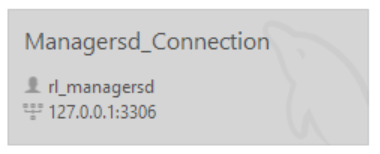 Managersd_Connection
rl_managersd
127.0.0.1:3306